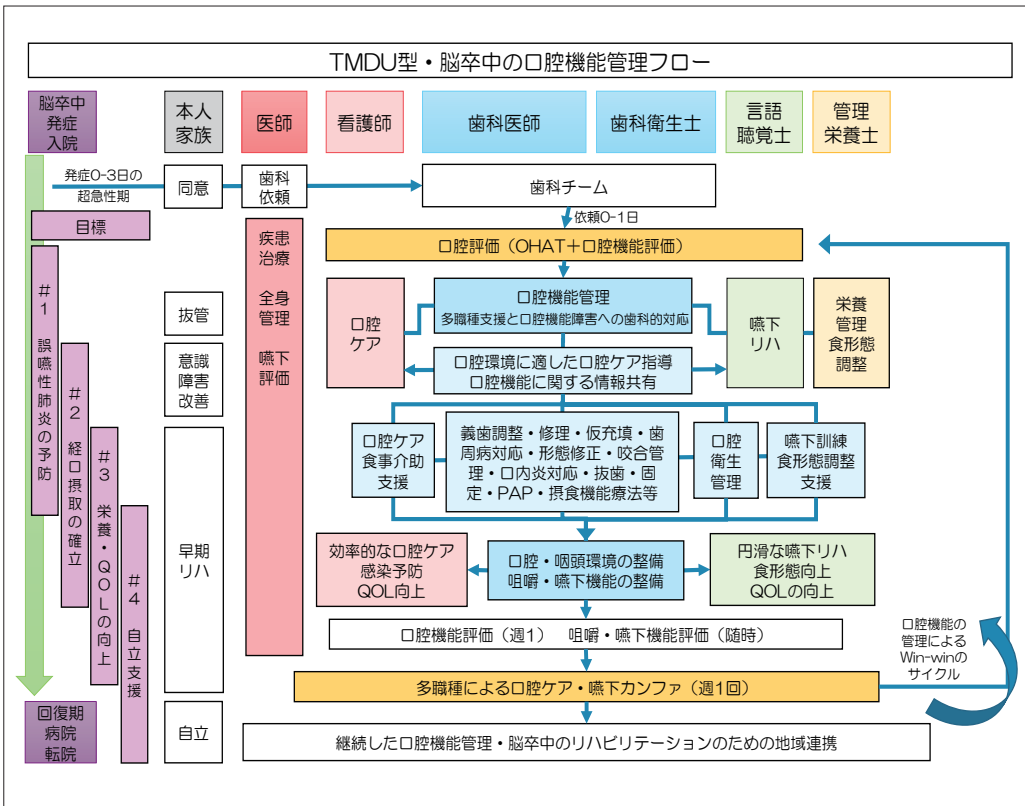 TMDU型・脳卒中の口腔機能管理フロー
脳卒中
発症
入院
本人
家族
医師
看護師
歯科医師
歯科衛生士
言語
聴覚士
管理
栄養士
発症0-3日の
超急性期
同意
歯科
依頼
歯科チーム
依頼0-1日
目標
口腔評価（OHAT＋口腔機能評価）
#1 誤嚥性肺炎の予防
#2 経口摂取の確立
#3 栄養・QOLの向上
#4 自立支援
抜管
意識
障害
改善
早期
リハ
自立
疾患
治療
全身
管理
嚥下
評価
口腔
ケア
口腔機能管理
多職種支援と口腔機能障害への歯科的対応
嚥下
リハ
栄養
管理
食形態
調整
口腔環境に適した口腔ケア指導
口腔機能に関する情報共有
口腔ケア
食事介助
支援
義歯調整・修理・仮充填・歯
周病対応・形態修正・咬合管
理・口内炎対応・抜歯・固
定・PAP・摂食機能療法等
口腔
衛生
管理
嚥下訓練
食形態調整
支援
効率的な口腔ケア
感染予防
QOL向上
口腔・咽頭環境の整備
咀嚼・嚥下機能の整備
円滑な嚥下リハ
食形態向上
QOLの向上
口腔機能評価（週1）　咀嚼・嚥下機能評価（随時）
口腔機能の
管理による
Win-winの
サイクル
多職種による口腔ケア・嚥下カンファ（週1回）
回復期
病院
転院
継続した口腔機能管理・脳卒中のリハビリテーションのための地域連携